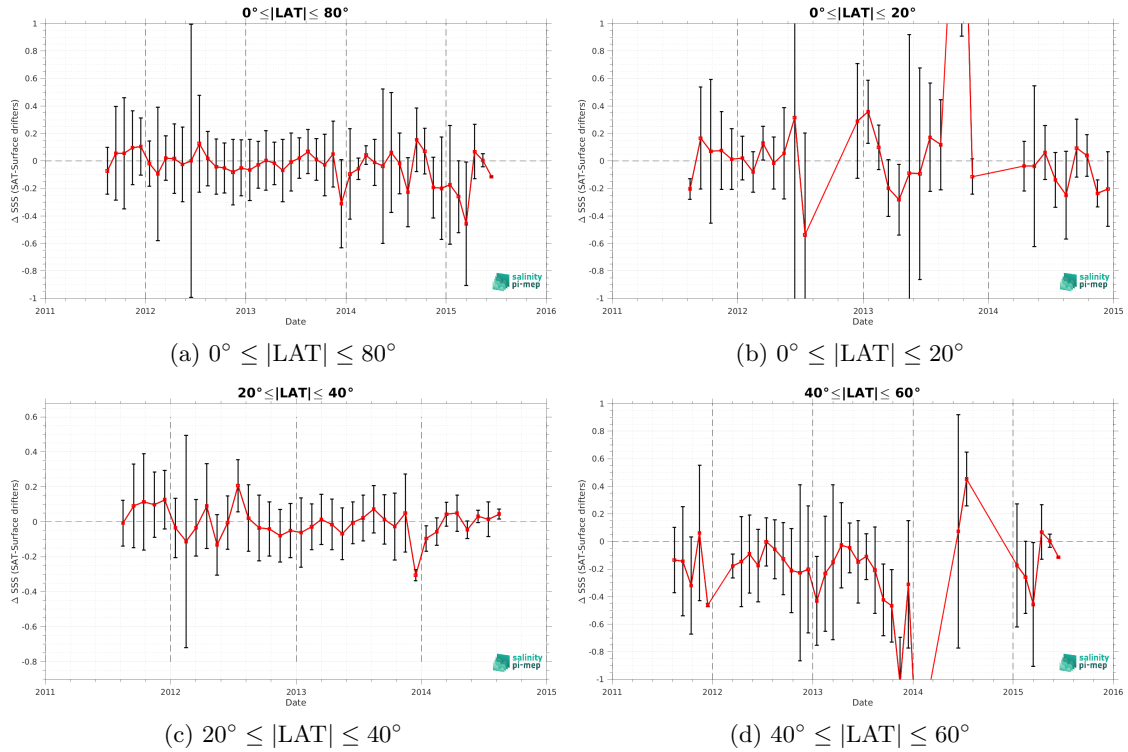 0°≤|LAT|≤ 80°
Δ SSS (SAT-Surface drifters)
1
0.8
0.6
0.4
0.2
0
-0.2
-0.4
-0.6
-0.8
-1
2011 2012 2013 2014 2015 2016
Date
salinity
pi-mep
(a) 0° ≤ |LAT| ≤ 80°
0°≤|LAT|≤ 20°
Δ SSS (SAT-Surface drifters)
1
0.8
0.6
0.4
0.2
0
-0.2
-0.4
-0.6
-0.8
-1
2011 2012 2013 2014 2015
Date
salinity
pi-mep
(b) 0° ≤ |LAT| ≤ 20°
20°≤|LAT|≤ 40°
Δ SSS (SAT-Surface drifters)
0.6
0.4
0.2
0
-0.2
-0.4
-0.6
-0.8
2011 2012 2013 2014 2015
Date
salinity
pi-mep
(c) 20° ≤ |LAT| ≤ 40°
40°≤|LAT|≤ 60°
Δ SSS (SAT-Surface drifters)
1
0.8
0.6
0.4
0.2
0
-0.2
-0.4
-0.6
-0.8
-1
2011 2012 2013 2014 2015 2016
Date
salinity
pi-mep
(d) 40° ≤ |LAT| ≤ 60°